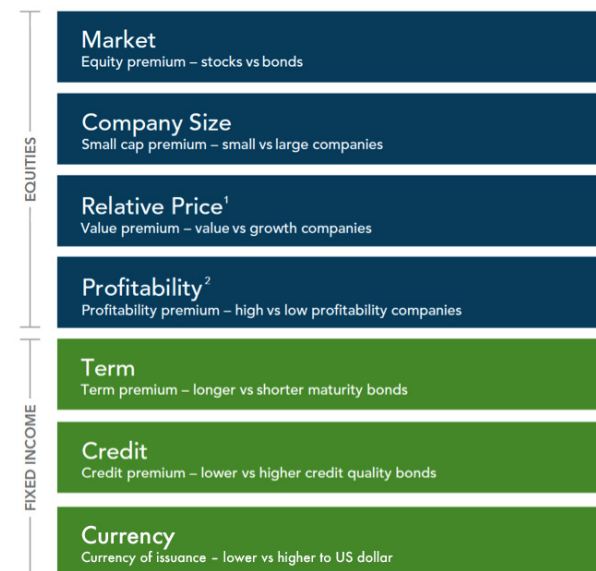 EQUITIES
Market
Equity premium – stocks vs bonds
Company Size
Small cap premium – small vs large companies
Relative Price¹
Value premium – value vs growth companies
Profitability²
Profitability premium – high vs low profitability companies
FIXED INCOME
Term
Term premium – longer vs shorter maturity bonds
Credit
Credit premium – lower vs higher credit quality bonds
Currency
Currency of issuance – lower vs higher to US dollar